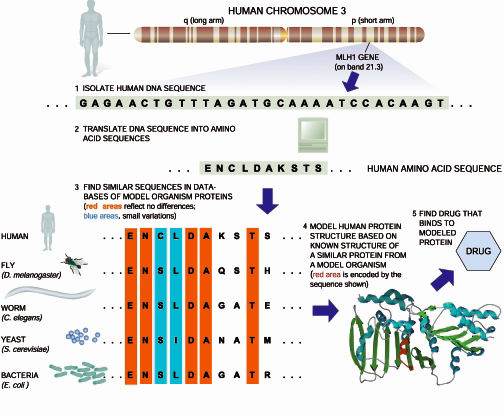 HUMAN CHROMOSOME 3
q (long arm)
p (short arm)
MLH1 GENE
(on band 21.3)
1 ISOLATE HUMAN DNA SEQUENCE
. . . G A G A A C T G T T T A G A T G C A A A A T C C A C A A G T . . .
2 TRANSLATE DNA SEQUENCE INTO AMINO
ACID SEQUENCES
. . . E N C L D A K S T S . . . HUMAN AMINO ACID SEQUENCE
3 FIND SIMILAR SEQUENCES IN DATA-
BASES OF MODEL ORGANISM PROTEINS
(red areas reflect no differences;
blue areas, small variations)
HUMAN . . . E N C L D A K S T S . . .
FLY
(D. melanogaster) . . . E N S L D A Q S T H . . .
WORM
(C. elegans) . . . E N S L D A G A T E . . .
YEAST
(S. cerevisiae) . . . E N S I D A N A T M . . .
BACTERIA
(E. coli ) . . . E N S L D A G A T R . . .
4 MODEL HUMAN PROTEIN
STRUCTURE BASED ON
KNOWN STRUCTURE OF
A SIMILAR PROTEIN FROM
A MODEL ORGANISM
(red area is encoded by the
sequence shown)
5 FIND DRUG THAT
BINDS TO
MODELED
PROTEIN
DRUG